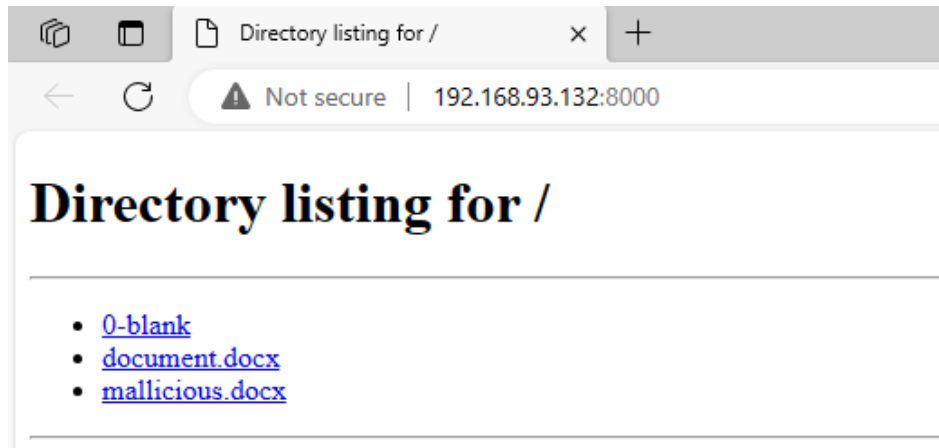 Directory listing for /
Not secure 192.168.93.132:8000
Directory listing for /
0-blank
document.docx
mallicious.docx